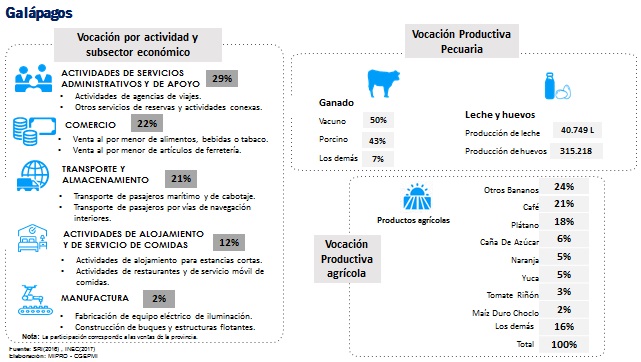 Galápagos
Vocación por actividad y
subsector económico
ACTIVIDADES DE SERVICIOS
ADMINISTRATIVOS Y DE APOYO
29%
• Actividades de agencias de viajes.
• Otros servicios de reservas y actividades conexas.
COMERCIO
22%
• Venta al por menor de alimentos, bebidas o tabaco.
• Venta al por menor de artículos de ferretería.
TRANSPORTE Y
ALMACENAMIENTO
21%
• Transporte de pasajeros marítimo y de cabotaje.
• Transporte de pasajeros por vías de navegación
interiores.
ACTIVIDADES DE ALOJAMIENTO
Y DE SERVICIO DE COMIDAS
12%
• Actividades de alojamiento para estancias cortas.
• Actividades de restaurantes y de servicio móvil de
comidas.
MANUFACTURA
2%
• Fabricación de equipo eléctrico de iluminación.
• Construcción de buques y estructuras flotantes.
Nota: La participación corresponde a las ventas de la provincia.
Fuente: SRI(2016) , INEC(2017)
Elaboración: MIPRO - CGEPMI
Vocación Productiva
Pecuaria
Ganado
Vacuno 50%
Porcino 43%
Los demás 7%
Leche y huevos
Producción de leche 40.749 L
Producción de huevos 315.218
Vocación
Productiva
agrícola
Productos agrícolas
Otros Bananos 24%
Café 21%
Plátano 18%
Caña De Azúcar 6%
Naranja 5%
Yuca 5%
Tomate Riñón 3%
Maíz Duro Choclo 2%
Los demás 16%
Total 100%